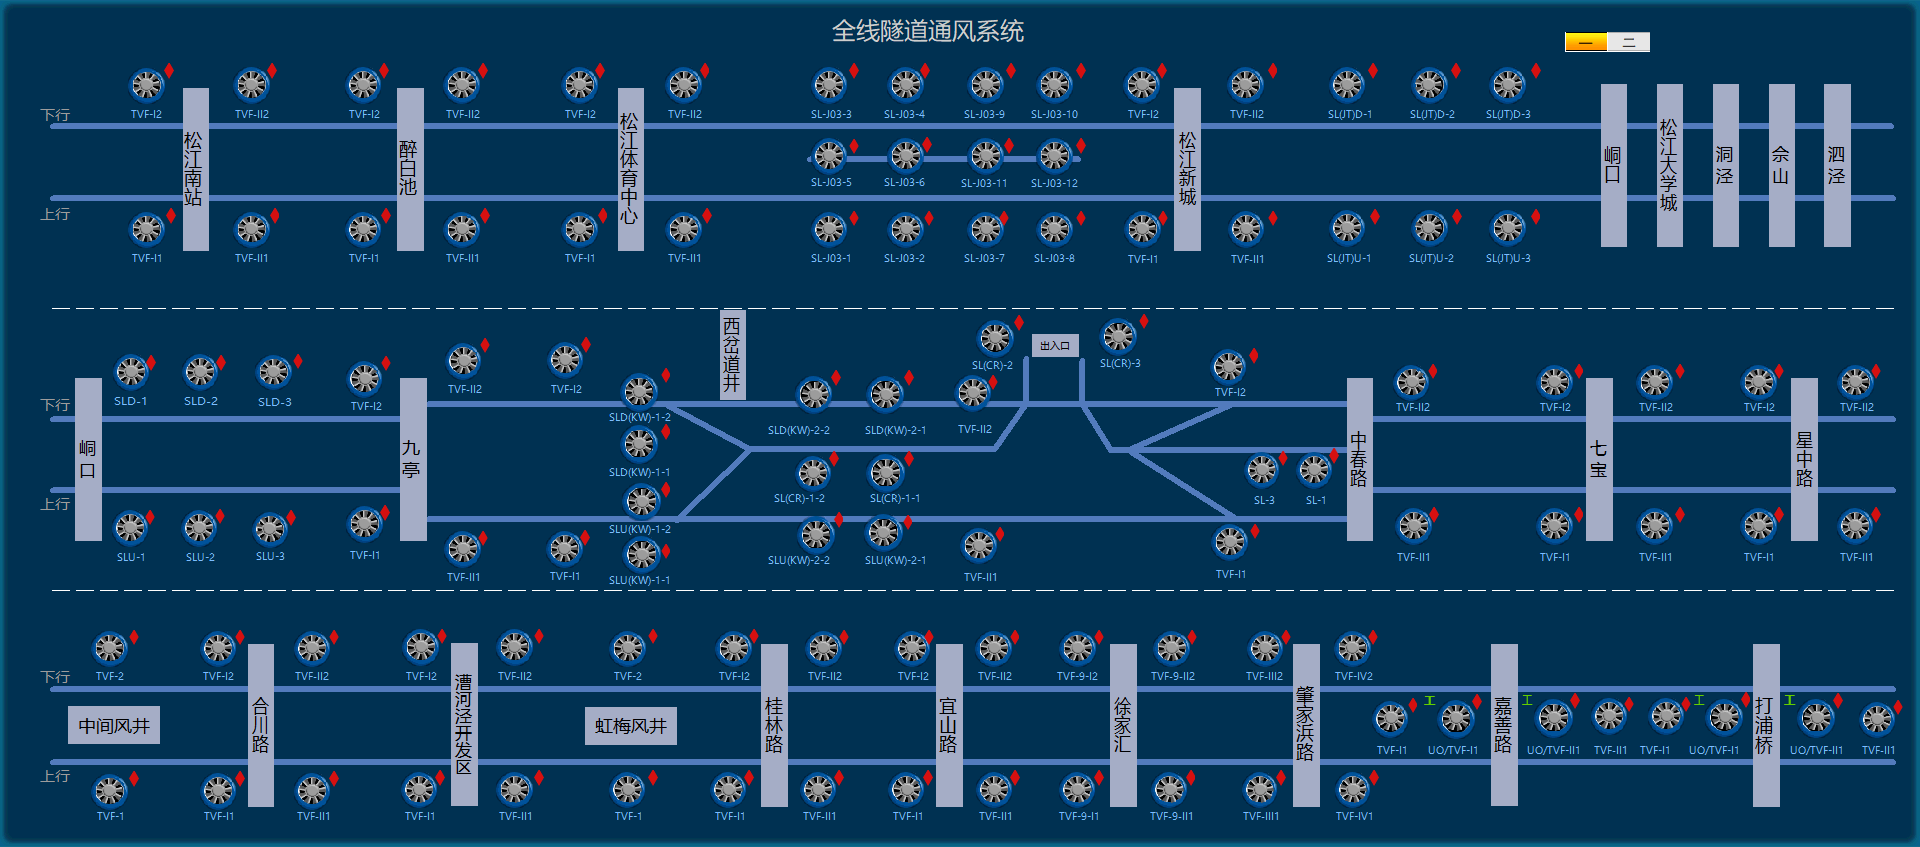 全线隧道通风系统
一 二
下行
TVF-I2 TVF-II2 TVF-I2 TVF-II2 TVF-I2 TVF-II2 SL-J03-3 SL-J03-4 SL-J03-9 SL-J03-10 TVF-I2 TVF-II2 SL(JT)D-1 SL(JT)D-2 SL(JT)D-3
松江南站
醉白池
松江体育中心
SL-J03-5 SL-J03-6 SL-J03-11 SL-J03-12
松江新城
峒口
松江大学城
洞泾
佘山
泗泾
上行
TVF-I1 TVF-II1 TVF-I1 TVF-II1 TVF-I1 TVF-II1 SL-J03-1 SL-J03-2 SL-J03-7 SL-J03-8 TVF-I1 TVF-II1 SL(JT)U-1 SL(JT)U-2 SL(JT)U-3
西岔道井
出入口
SL(CR)-2 SL(CR)-3
下行
SLD-1 SLD-2 SLD-3 TVF-I2 TVF-II2 TVF-I2 SLD(KW)-1-2 SLD(KW)-2-2 SLD(KW)-2-1 TVF-II2 TVF-I2 TVF-II2 TVF-I2 TVF-II2 TVF-I2 TVF-II2
峒口
九亭
SLD(KW)-1-1
中春路
七宝
星中路
SL(CR)-1-2 SL(CR)-1-1 SL-3 SL-1
上行
SLU-1 SLU-2 SLU-3 TVF-I1 TVF-II1 TVF-I1 SLU(KW)-1-2 SLU(KW)-2-2 SLU(KW)-2-1 TVF-II1 TVF-I1 TVF-II1 TVF-I1 TVF-II1 TVF-I1 TVF-II1
SLU(KW)-1-1
下行
TVF-2 TVF-I2 TVF-II2 TVF-I2 TVF-II2 TVF-2 TVF-I2 TVF-II2 TVF-I2 TVF-II2 TVF-9-I2 TVF-9-II2 TVF-III2 TVF-IV2
中间风井
合川路
漕河泾开发区
虹梅风井
桂林路
宜山路
徐家汇
肇家浜路
嘉善路
打浦桥
工 工 工 工
TVF-I1 UO/TVF-I1 UO/TVF-II1 TVF-II1 TVF-I1 UO/TVF-I1 UO/TVF-II1 TVF-II1
上行
TVF-1 TVF-I1 TVF-II1 TVF-I1 TVF-II1 TVF-1 TVF-I1 TVF-II1 TVF-I1 TVF-II1 TVF-9-I1 TVF-9-II1 TVF-III1 TVF-IV1